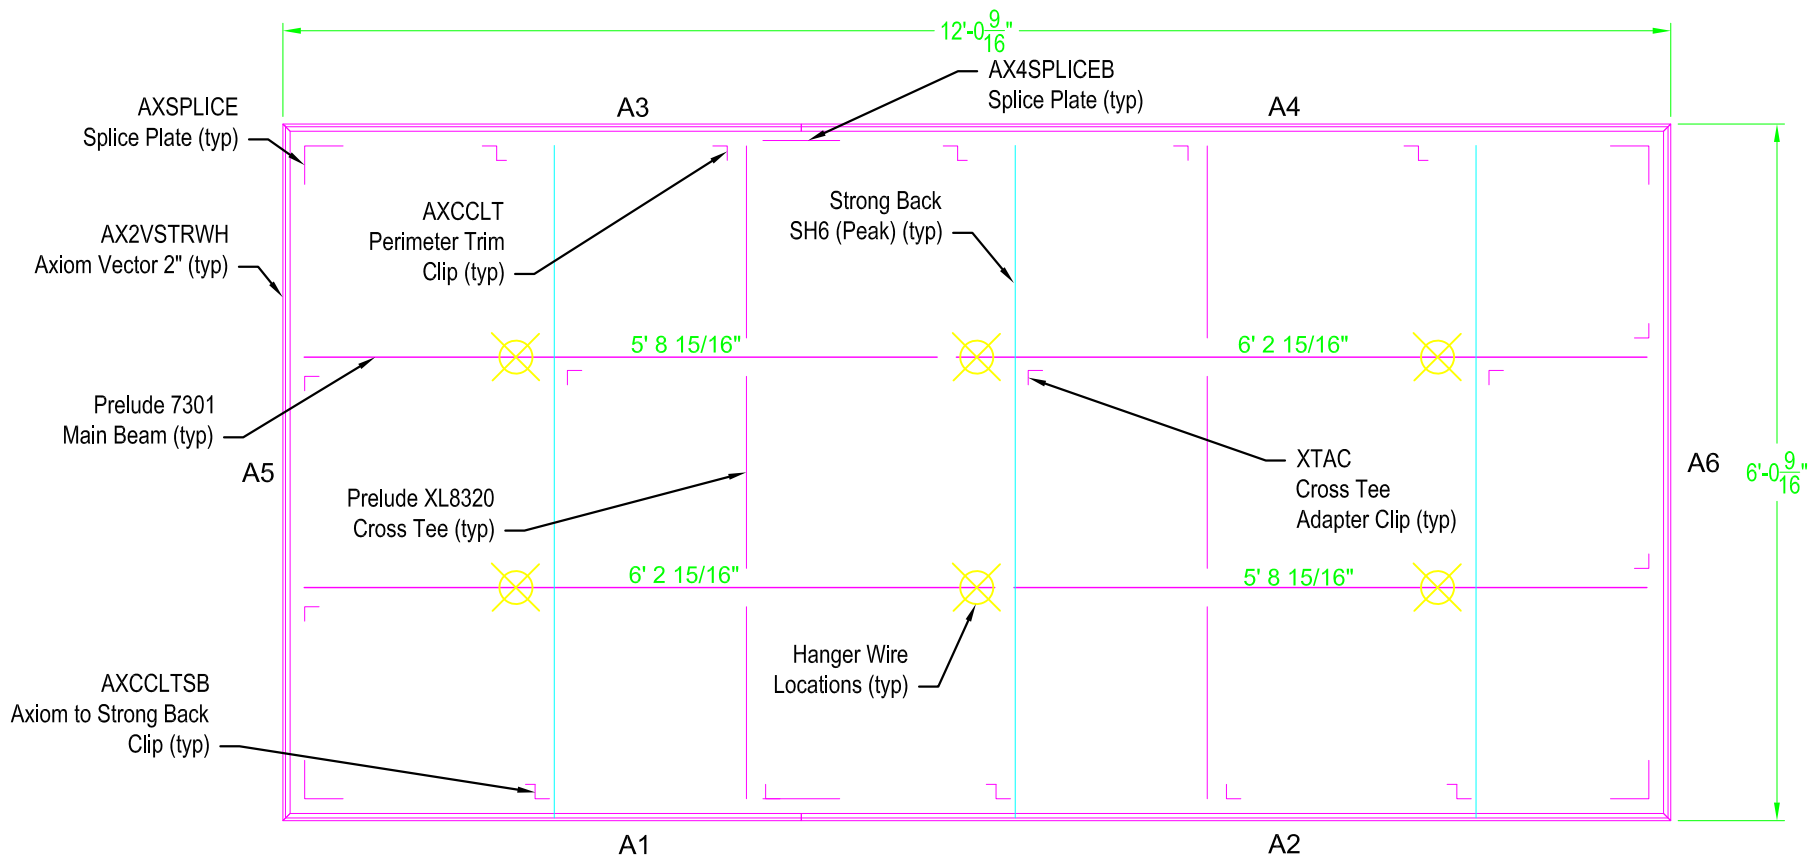 12'-0 9/16"
AX4SPLICEB
Splice Plate (typ)
A3
A4
AXSPLICE
Splice Plate (typ)
AXCCLT
Perimeter Trim
Clip (typ)
Strong Back
SH6 (Peak) (typ)
AX2VSTRWH
Axiom Vector 2" (typ)
5' 8 15/16"
6' 2 15/16"
Prelude 7301
Main Beam (typ)
A5
XTAC
Cross Tee
Adapter Clip (typ)
A6
6'-0 9/16"
Prelude XL8320
Cross Tee (typ)
6' 2 15/16"
5' 8 15/16"
Hanger Wire
Locations (typ)
AXCCLTSB
Axiom to Strong Back
Clip (typ)
A1
A2